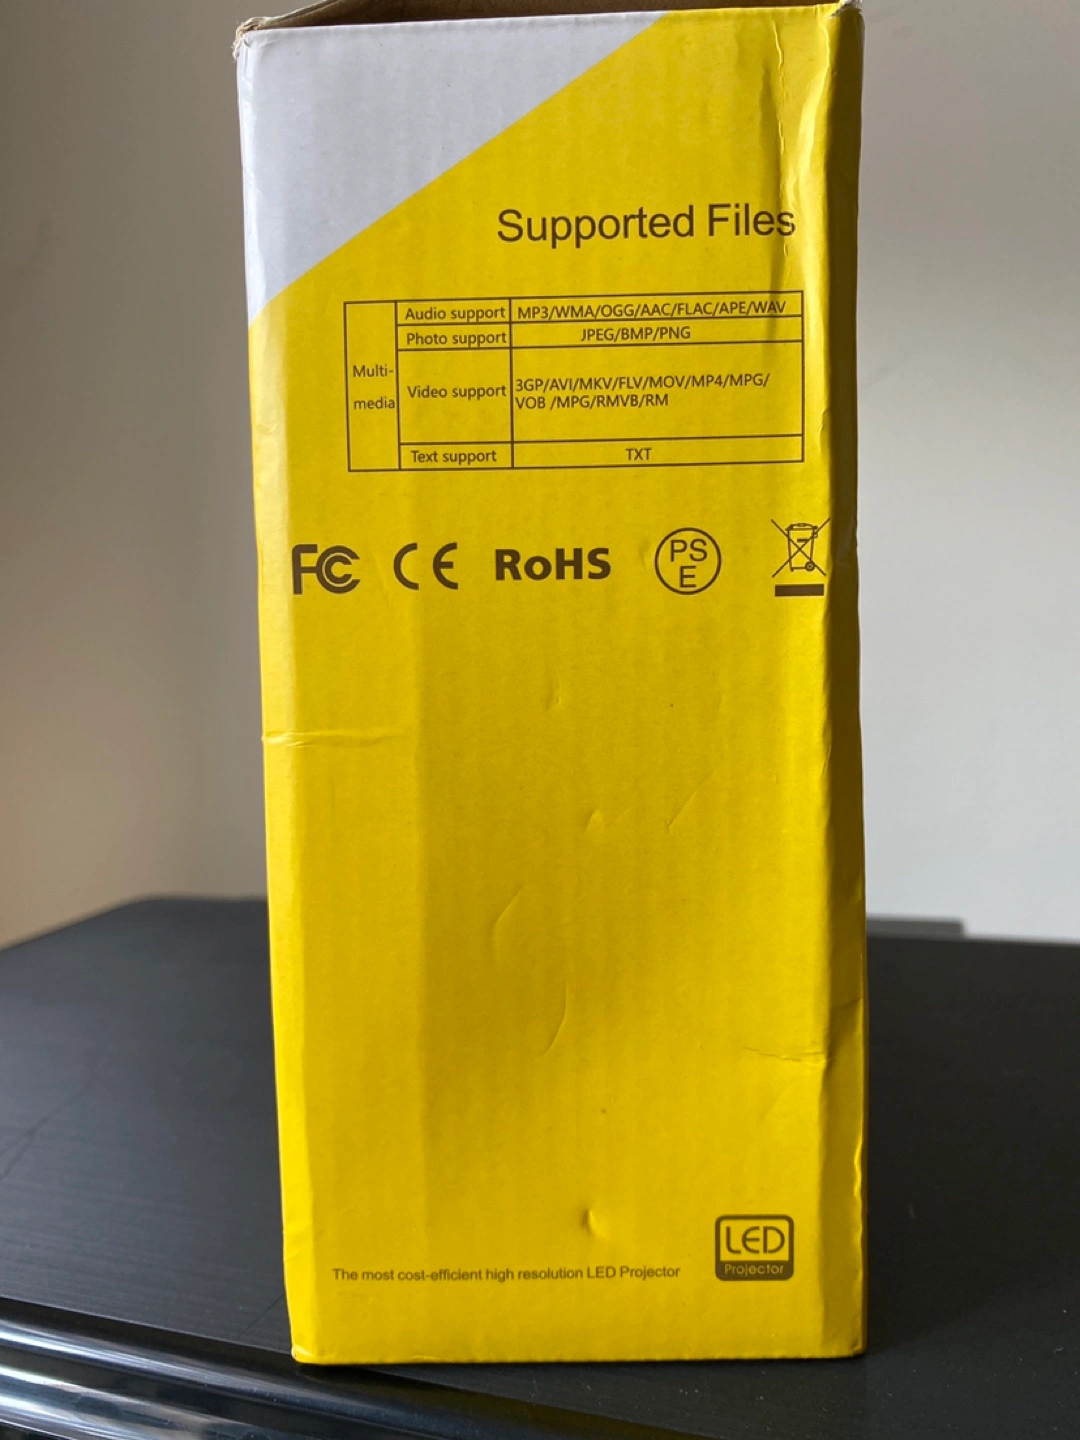 Supported Files
Audio support MP3/WMA/OGG/AAC/FLAC/APE/WAV
Photo support JPEG/BMP/PNG
Multi-
media
Video support 3GP/AVI/MKV/FLV/MOV/MP4/MPG/
VOB /MPG/RMVB/RM
Text support TXT
FC CE RoHS PS
E
LED
Projector
The most cost-efficient high resolution LED Projector